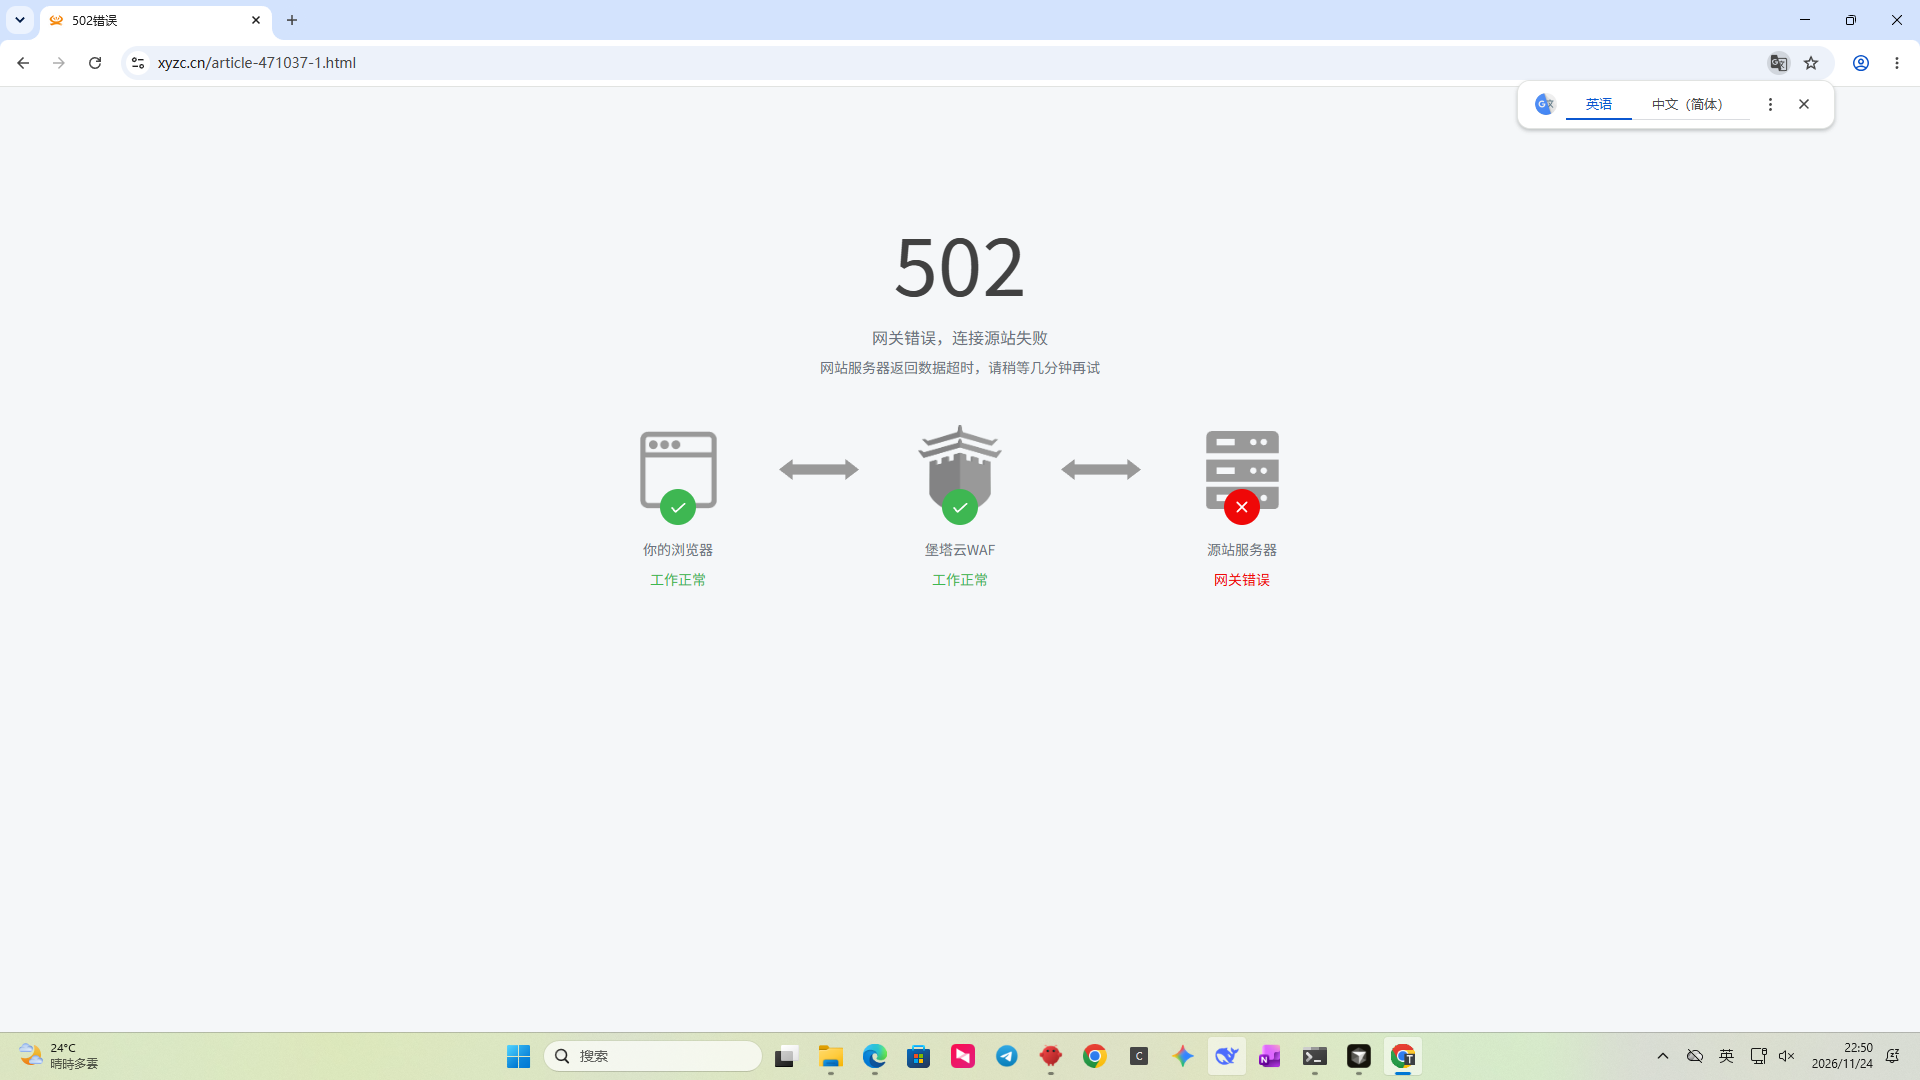 502错误
xyzc.cn/article-471037-1.html
英语
中文（简体）
502
网关错误，连接源站失败
网站服务器返回数据超时，请稍等几分钟再试
你的浏览器
堡塔云WAF
源站服务器
工作正常
工作正常
网关错误
24°C
晴時多雲
搜索
英
22:50
2026/11/24